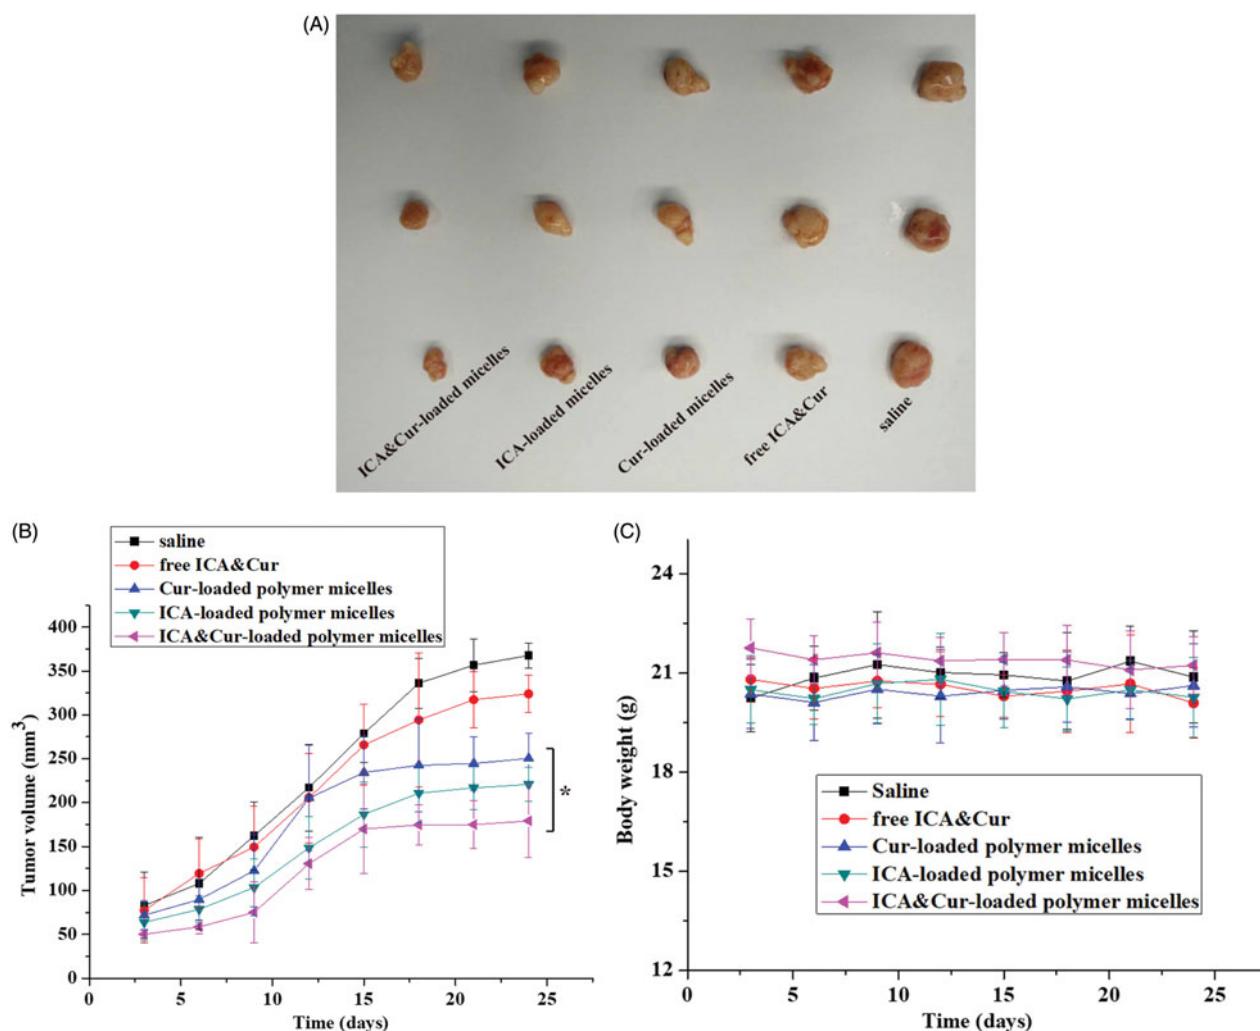 (A)
ICA&Cur-loaded micelles
ICA-loaded micelles
Cur-loaded micelles
free ICA&Cur
saline
(B)
saline
free ICA&Cur
Cur-loaded polymer micelles
ICA-loaded polymer micelles
ICA&Cur-loaded polymer micelles
Tumor volume (mm³)
400
350
300
250
200
150
100
50
0
*
0 5 10 15 20 25
Time (days)
(C)
Body weight (g)
24
21
18
15
12
Saline
free ICA&Cur
Cur-loaded polymer micelles
ICA-loaded polymer micelles
ICA&Cur-loaded polymer micelles
0 5 10 15 20 25
Time (days)